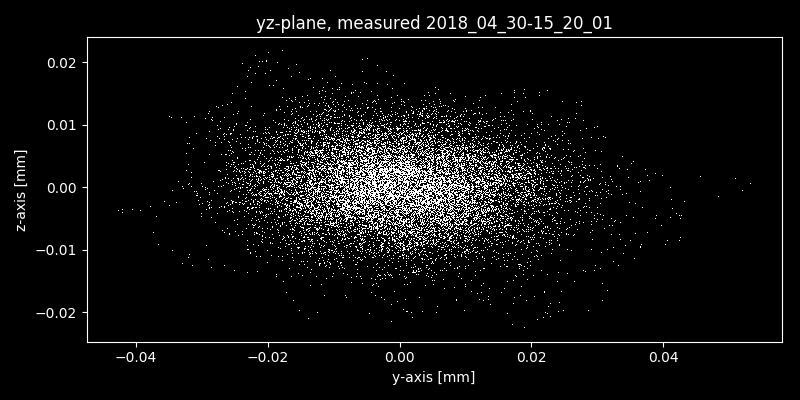 yz-plane, measured 2018_04_30-15_20_01
0.02
0.01
0.00
−0.01
−0.02
z-axis [mm]
−0.04 −0.02 0.00 0.02 0.04
y-axis [mm]